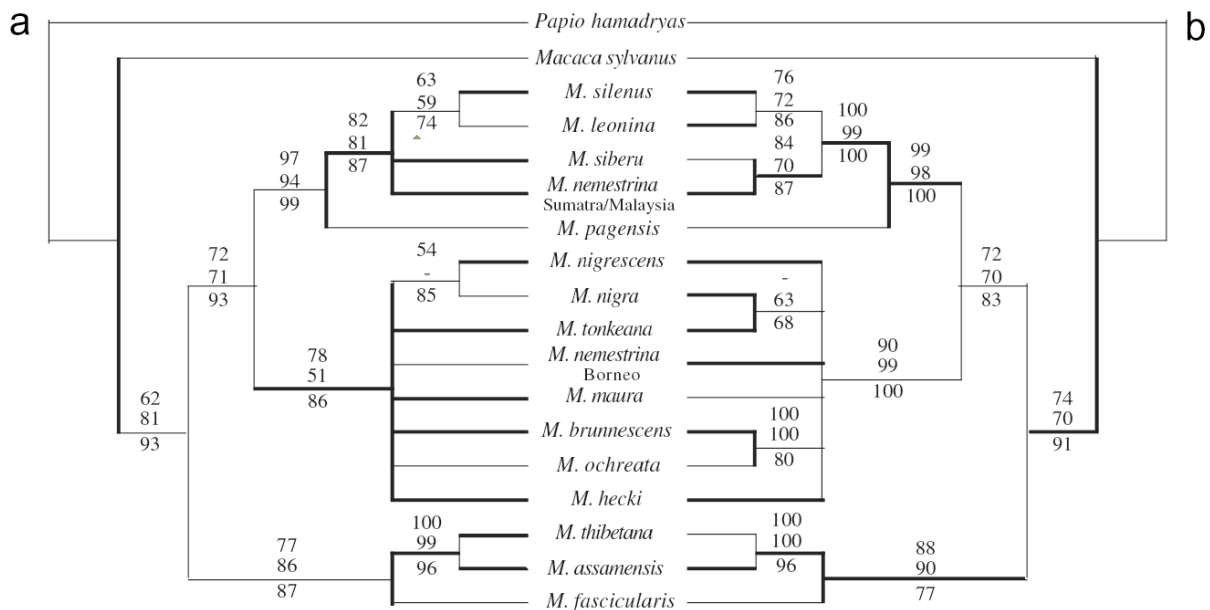 a
Papio hamadryas
b
Macaca sylvanus
63
59
74
M. silenus
76
72
86
M. leonina
82
81
87
M. siberu
84
70
87
100
99
100
97
94
99
M. nemestrina
Sumatra/Malaysia
99
98
100
M. pagensis
72
71
93
54
-
85
M. nigrescens
-
63
68
72
70
83
M. nigra
M. tonkeana
78
51
86
M. nemestrina
Borneo
90
99
100
M. maura
62
81
93
M. brunnescens
100
100
80
74
70
91
M. ochreata
M. hecki
100
99
96
M. thibetana
100
100
96
77
86
87
M. assamensis
88
90
77
M. fascicularis